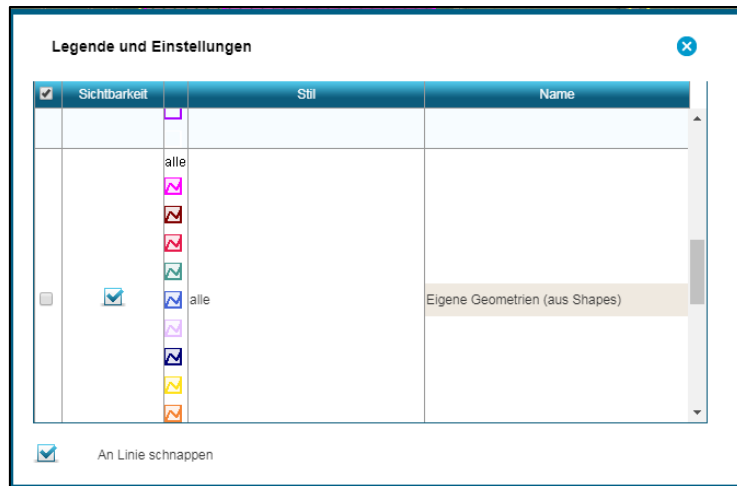 Legende und Einstellungen
Sichtbarkeit Stil Name
alle
alle Eigene Geometrien (aus Shapes)
An Linie schnappen